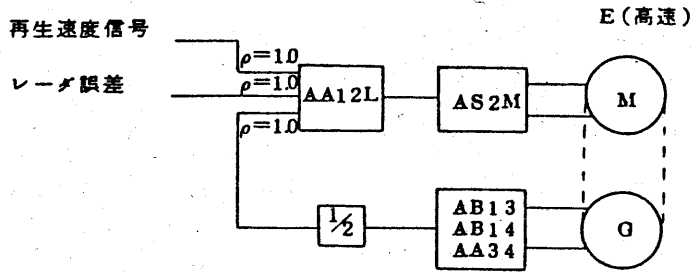 E(高速)
再生速度信号
ρ=1.0
レーダ誤差
ρ=1.0
AA12L
AS2M
M
ρ=1.0
1/2
AB13
AB14
AA34
G